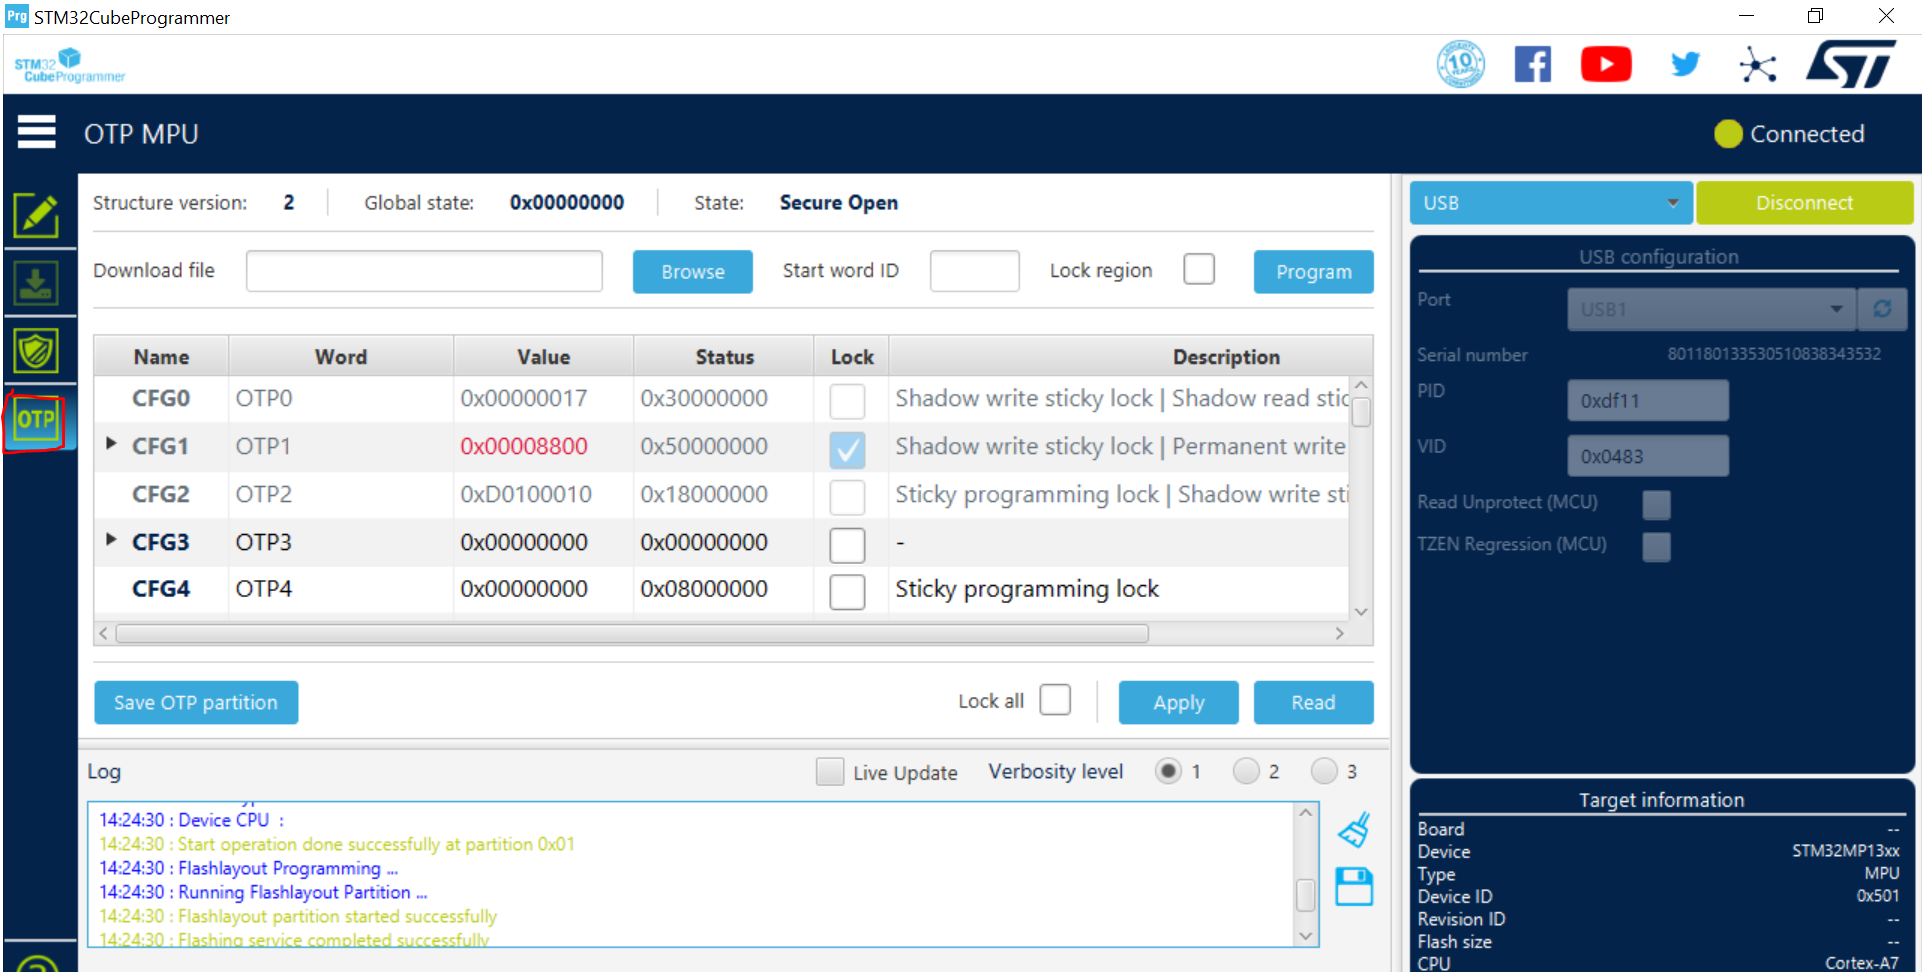 Prg STM32CubeProgrammer
STM32
CubeProgrammer
10 YEARS
ST
OTP MPU
Connected
Structure version: 2 Global state: 0x00000000 State: Secure Open
Download file Browse Start word ID Lock region Program
Name Word Value Status Lock Description
CFG0 OTP0 0x00000017 0x30000000 Shadow write sticky lock | Shadow read stic
CFG1 OTP1 0x00008800 0x50000000 Shadow write sticky lock | Permanent write
CFG2 OTP2 0xD0100010 0x18000000 Sticky programming lock | Shadow write sti
CFG3 OTP3 0x00000000 0x00000000 -
CFG4 OTP4 0x00000000 0x08000000 Sticky programming lock
OTP
Save OTP partition Lock all Apply Read
Log Live Update Verbosity level 1 2 3
14:24:30 : Device CPU :
14:24:30 : Start operation done successfully at partition 0x01
14:24:30 : Flashlayout Programming ...
14:24:30 : Running Flashlayout Partition ...
14:24:30 : Flashlayout partition started successfully
14:24:30 : Flashing service completed successfully
USB Disconnect
USB configuration
Port USB1
Serial number 801180133530510838343532
PID 0xdf11
VID 0x0483
Read Unprotect (MCU)
TZEN Regression (MCU)
Target information
Board --
Device STM32MP13xx
Type MPU
Device ID 0x501
Revision ID --
Flash size --
CPU Cortex-A7